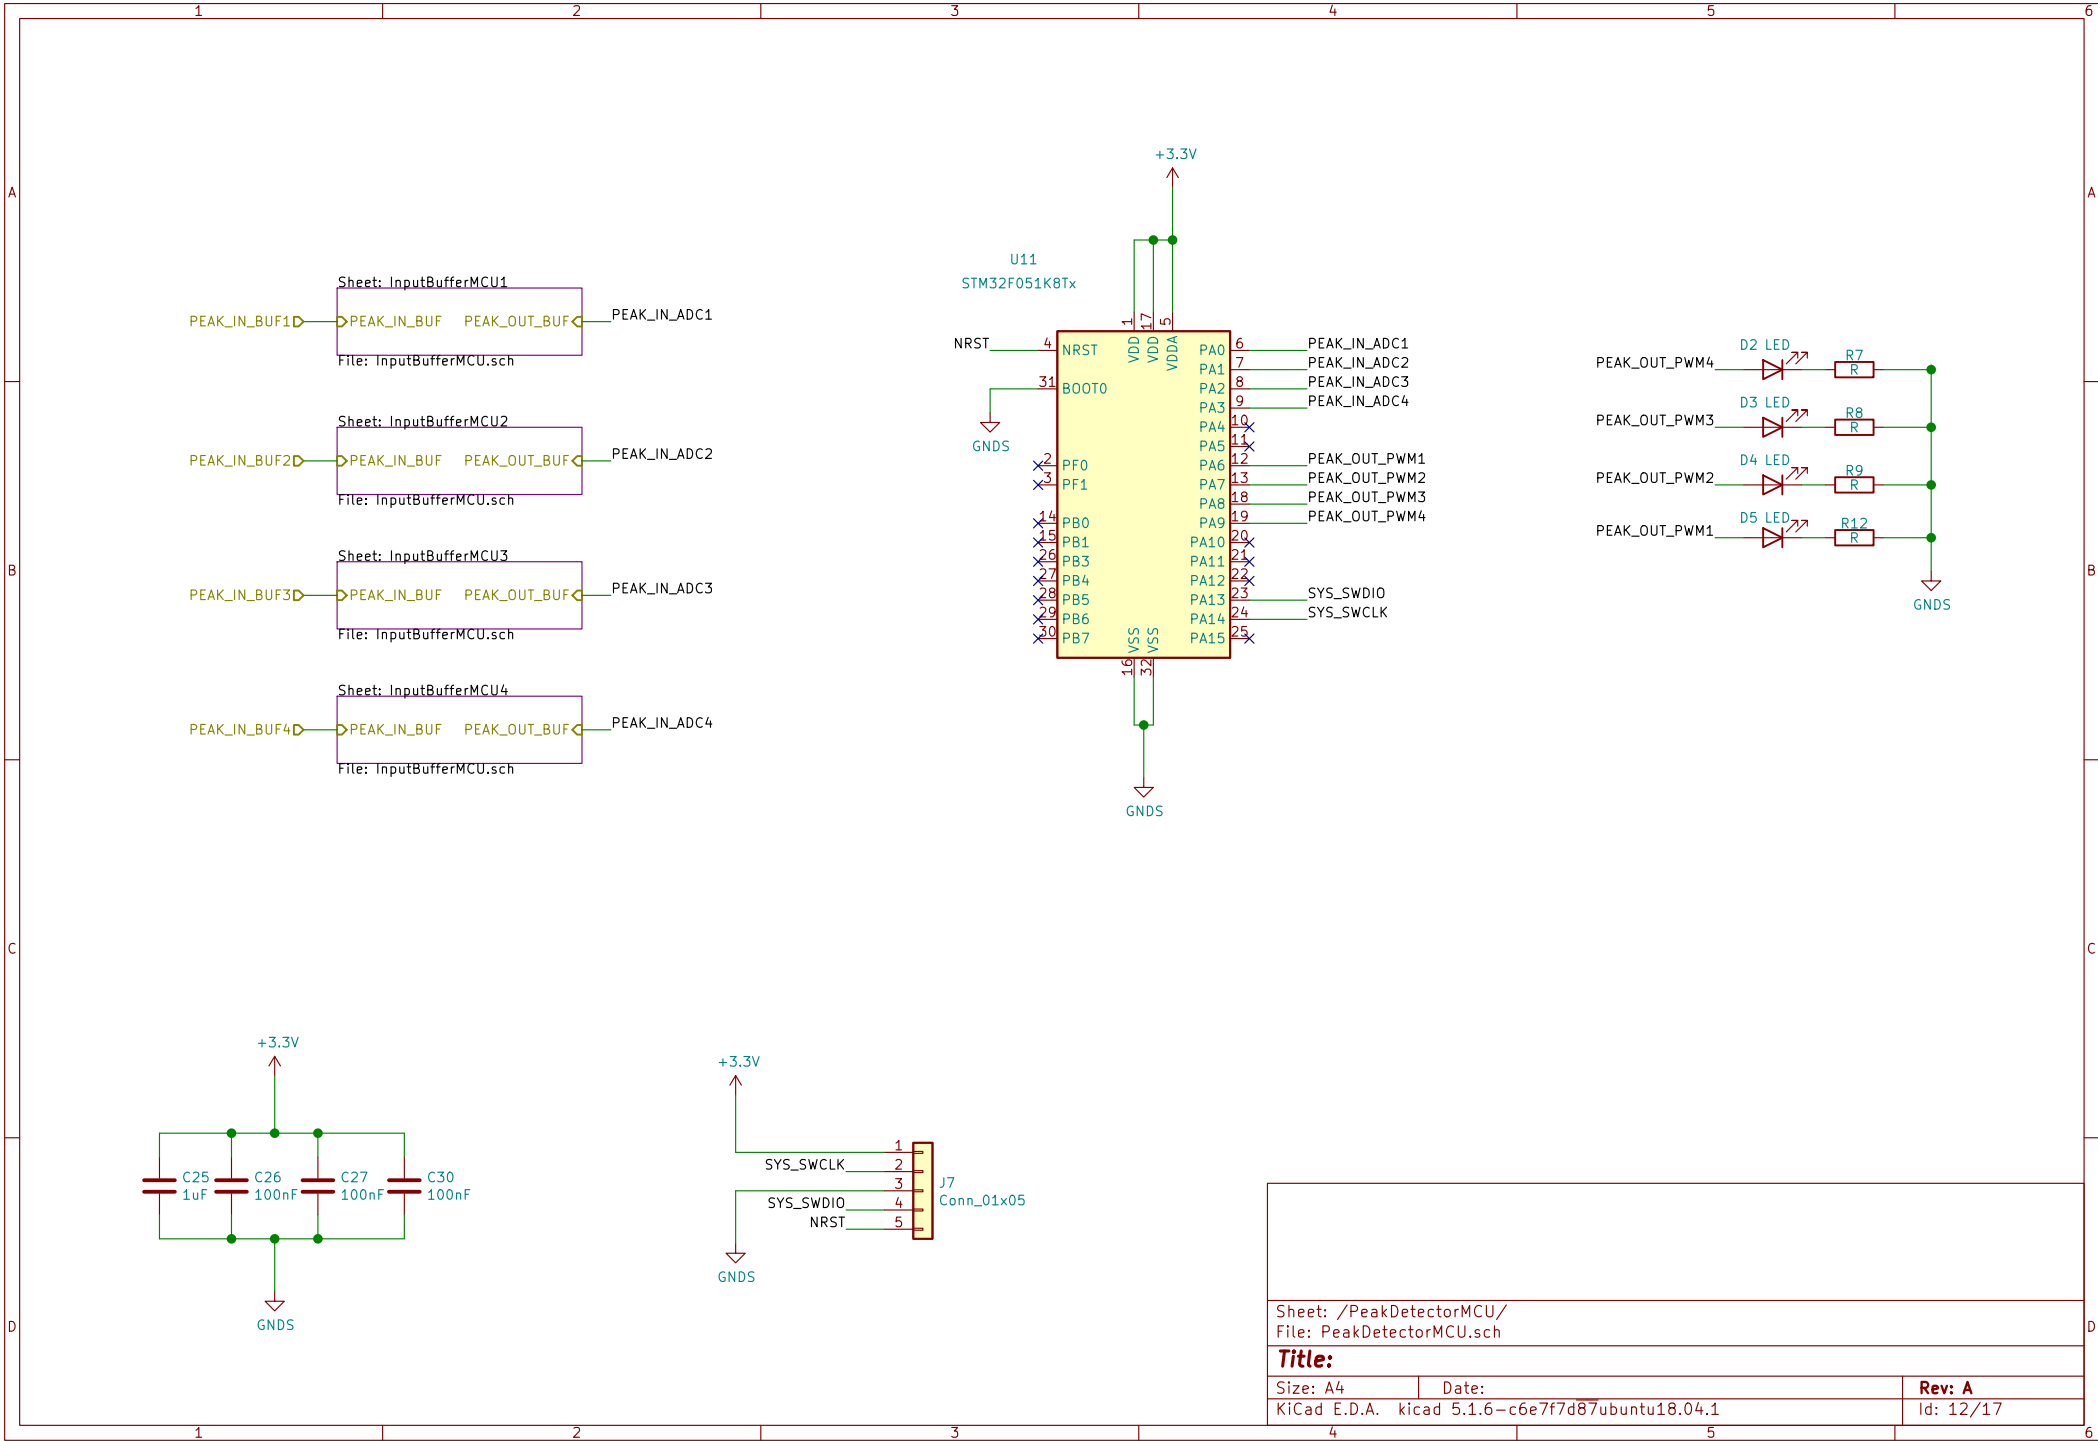 1 2 3 4 5 6
A A
B B
C C
D D
Sheet: InputBufferMCU1
PEAK_IN_BUF1 PEAK_IN_BUF PEAK_OUT_BUF PEAK_IN_ADC1
File: InputBufferMCU.sch
Sheet: InputBufferMCU2
PEAK_IN_BUF2 PEAK_IN_BUF PEAK_OUT_BUF PEAK_IN_ADC2
File: InputBufferMCU.sch
Sheet: InputBufferMCU3
PEAK_IN_BUF3 PEAK_IN_BUF PEAK_OUT_BUF PEAK_IN_ADC3
File: InputBufferMCU.sch
Sheet: InputBufferMCU4
PEAK_IN_BUF4 PEAK_IN_BUF PEAK_OUT_BUF PEAK_IN_ADC4
File: InputBufferMCU.sch
+3.3V
U11
STM32F051K8Tx
1 17 5
VDD VDD VDDA
NRST 4 NRST
31 BOOT0
GNDS
2 PF0
3 PF1
14 PB0
15 PB1
26 PB3
27 PB4
28 PB5
29 PB6
30 PB7
PA0 6 PEAK_IN_ADC1
PA1 7 PEAK_IN_ADC2
PA2 8 PEAK_IN_ADC3
PA3 9 PEAK_IN_ADC4
PA4 10
PA5 11
PA6 12 PEAK_OUT_PWM1
PA7 13 PEAK_OUT_PWM2
PA8 18 PEAK_OUT_PWM3
PA9 19 PEAK_OUT_PWM4
PA10 20
PA11 21
PA12 22
PA13 23 SYS_SWDIO
PA14 24 SYS_SWCLK
PA15 25
VSS VSS
16 32
GNDS
D2 LED R7
PEAK_OUT_PWM4 R
D3 LED R8
PEAK_OUT_PWM3 R
D4 LED R9
PEAK_OUT_PWM2 R
D5 LED R12
PEAK_OUT_PWM1 R
GNDS
+3.3V
C25 C26 C27 C30
1uF 100nF 100nF 100nF
GNDS
+3.3V
1
SYS_SWCLK 2
3
SYS_SWDIO 4
NRST 5
J7
Conn_01x05
GNDS
Sheet: /PeakDetectorMCU/
File: PeakDetectorMCU.sch
Title:
Size: A4 Date: Rev: A
KiCad E.D.A. kicad 5.1.6-c6e7f7d87ubuntu18.04.1 Id: 12/17
1 2 3 4 5 6